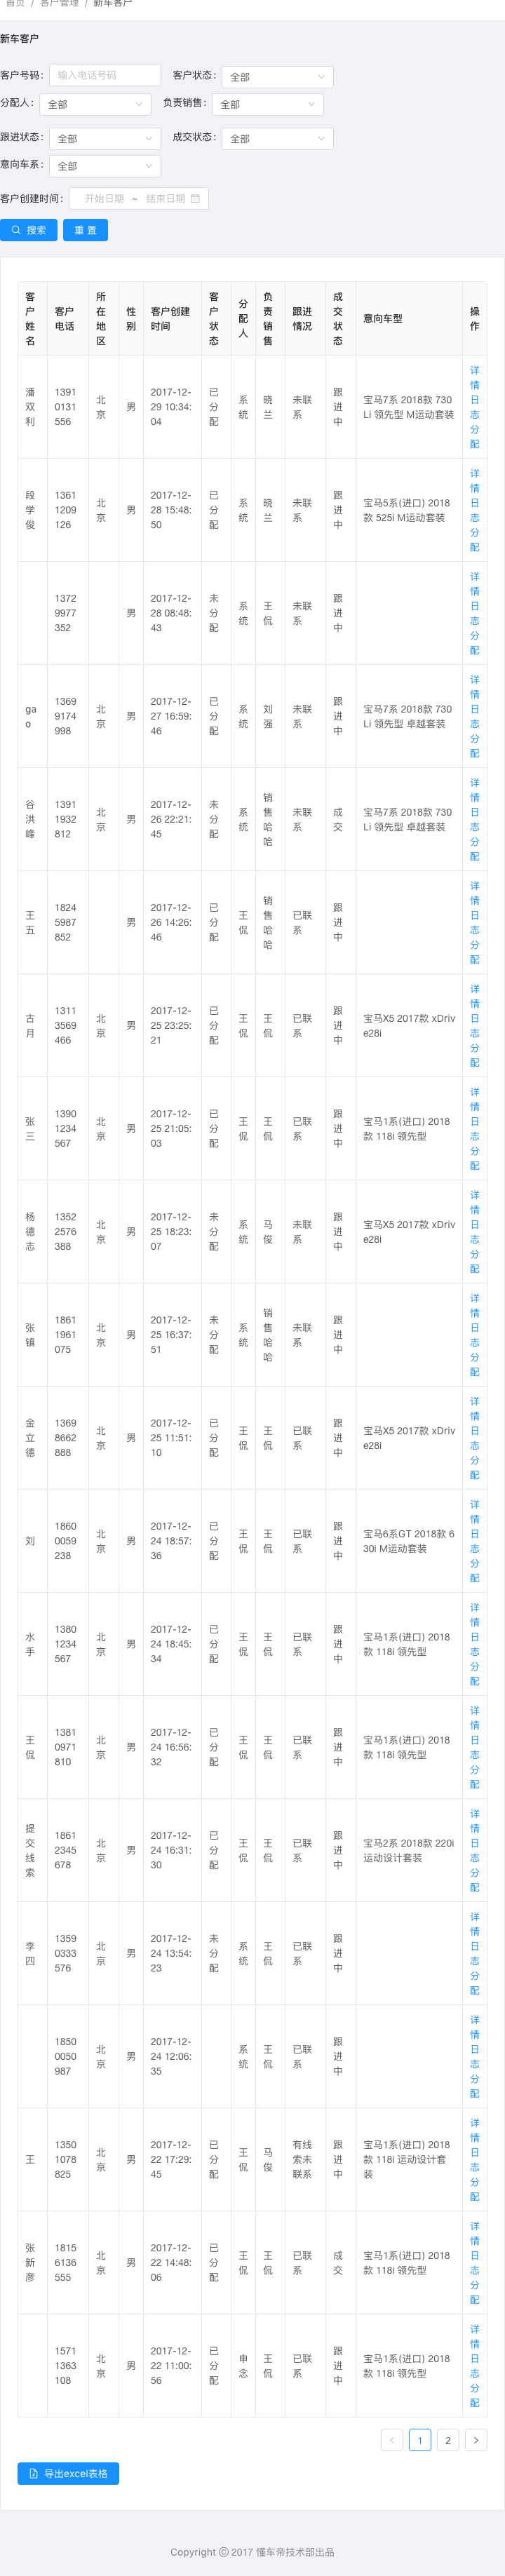 首页 / 客户管理 / 新车客户
新车客户
客户号码: 输入电话号码 客户状态: 全部
分配人: 全部 负责销售: 全部
跟进状态: 全部 成交状态: 全部
意向车系: 全部
客户创建时间: 开始日期 ~ 结束日期
搜索 重 置
客户姓名 客户电话 所在地区 性别 客户创建时间 客户状态 分配人 负责销售 跟进情况 成交状态 意向车型 操作
潘双利 13910131556 北京 男 2017-12-29 10:34:04 已分配 系统 晓兰 未联系 跟进中 宝马7系 2018款 730Li 领先型 M运动套装 详情 日志 分配
段学俊 13611209126 北京 男 2017-12-28 15:48:50 已分配 系统 晓兰 未联系 跟进中 宝马5系(进口) 2018款 525i M运动套装 详情 日志 分配
13729977352 男 2017-12-28 08:48:43 未分配 系统 王侃 未联系 跟进中 详情 日志 分配
gao 13699174998 北京 男 2017-12-27 16:59:46 已分配 系统 刘强 未联系 跟进中 宝马7系 2018款 730Li 领先型 卓越套装 详情 日志 分配
谷洪峰 13911932812 北京 男 2017-12-26 22:21:45 未分配 系统 销售哈哈 未联系 成交 宝马7系 2018款 730Li 领先型 卓越套装 详情 日志 分配
王五 18245987852 男 2017-12-26 14:26:46 已分配 王侃 销售哈哈 已联系 跟进中 详情 日志 分配
古月 13113569466 北京 男 2017-12-25 23:25:21 已分配 王侃 王侃 已联系 跟进中 宝马X5 2017款 xDrive28i 详情 日志 分配
张三 13901234567 北京 男 2017-12-25 21:05:03 已分配 王侃 王侃 已联系 跟进中 宝马1系(进口) 2018款 118i 领先型 详情 日志 分配
杨德志 13522576388 北京 男 2017-12-25 18:23:07 未分配 系统 马俊 未联系 跟进中 宝马X5 2017款 xDrive28i 详情 日志 分配
张镇 18611961075 北京 男 2017-12-25 16:37:51 未分配 系统 销售哈哈 未联系 跟进中 详情 日志 分配
金立德 13698662888 北京 男 2017-12-25 11:51:10 已分配 王侃 王侃 已联系 跟进中 宝马X5 2017款 xDrive28i 详情 日志 分配
刘 18600059238 北京 男 2017-12-24 18:57:36 已分配 王侃 王侃 已联系 跟进中 宝马6系GT 2018款 630i M运动套装 详情 日志 分配
水手 13801234567 北京 男 2017-12-24 18:45:34 已分配 王侃 王侃 已联系 跟进中 宝马1系(进口) 2018款 118i 领先型 详情 日志 分配
王侃 13810971810 北京 男 2017-12-24 16:56:32 已分配 王侃 王侃 已联系 跟进中 宝马1系(进口) 2018款 118i 领先型 详情 日志 分配
提交线索 18612345678 北京 男 2017-12-24 16:31:30 已分配 王侃 王侃 已联系 跟进中 宝马2系 2018款 220i 运动设计套装 详情 日志 分配
李四 13590333576 北京 男 2017-12-24 13:54:23 未分配 系统 王侃 已联系 跟进中 详情 日志 分配
18500050987 北京 男 2017-12-24 12:06:35 系统 王侃 已联系 跟进中 详情 日志 分配
王 13501078825 北京 男 2017-12-22 17:29:45 已分配 王侃 马俊 有线索未联系 跟进中 宝马1系(进口) 2018款 118i 运动设计套装 详情 日志 分配
张新彦 18156136555 北京 男 2017-12-22 14:48:06 已分配 王侃 王侃 已联系 成交 宝马1系(进口) 2018款 118i 领先型 详情 日志 分配
15711363108 北京 男 2017-12-22 11:00:56 已分配 申念 王侃 已联系 跟进中 宝马1系(进口) 2018款 118i 领先型 详情 日志 分配
1 2
导出excel表格
Copyright © 2017 懂车帝技术部出品